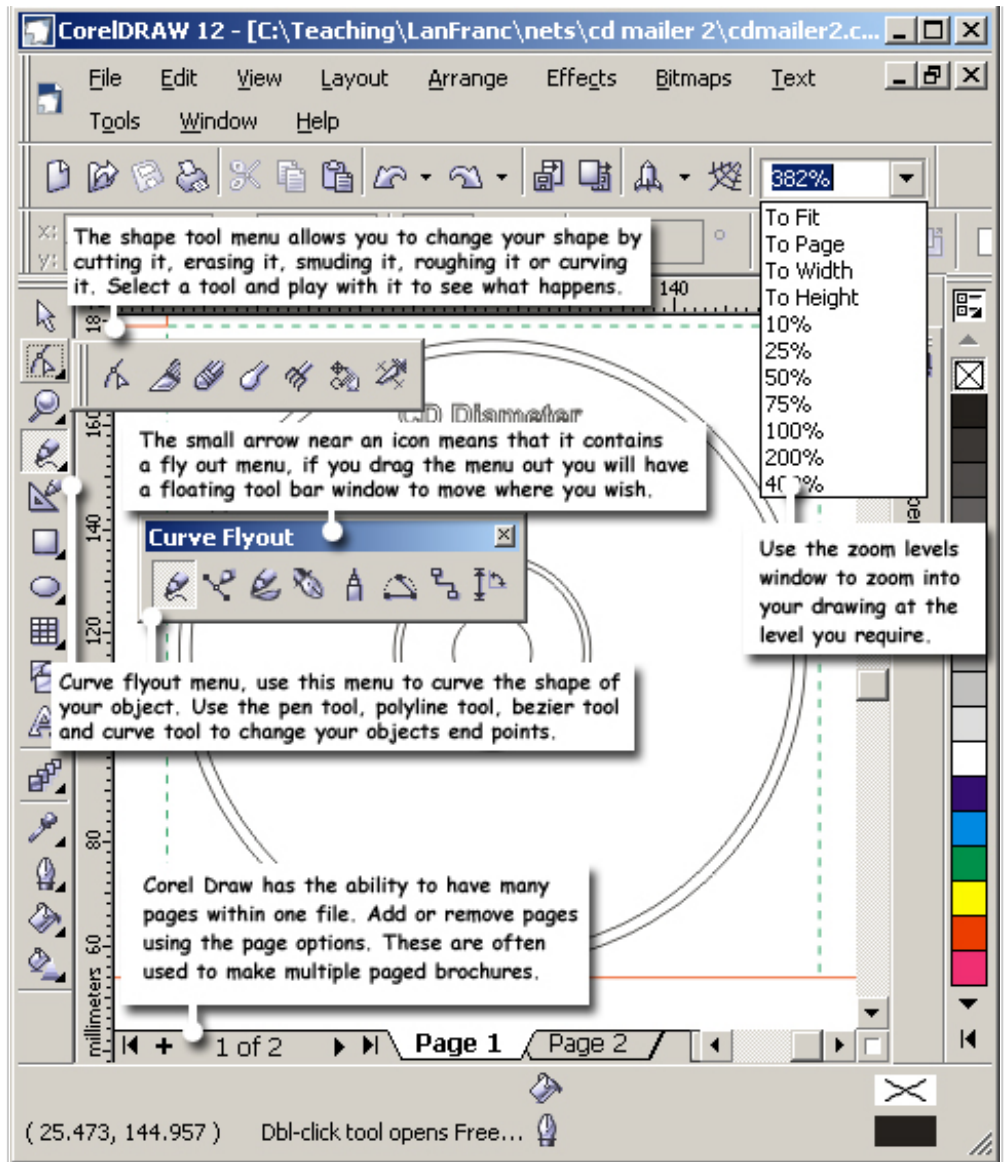 CorelDRAW 12 - [C:\Teaching\LanFranc\nets\cd mailer 2\cdmailer2.c...
File Edit View Layout Arrange Effects Bitmaps Text
Tools Window Help
382%
To Fit
To Page
To Width
To Height
10%
25%
50%
75%
100%
200%
400%
x:
y:
The shape tool menu allows you to change your shape by
cutting it, erasing it, smuding it, roughing it or curving
it. Select a tool and play with it to see what happens.
140
18
160
CD Diameter
The small arrow near an icon means that it contains
a fly out menu, if you drag the menu out you will have
a floating tool bar window to move where you wish.
140
Curve Flyout
Use the zoom levels
window to zoom into
your drawing at the
level you require.
120
Curve flyout menu, use this menu to curve the shape of
your object. Use the pen tool, polyline tool, bezier tool
and curve tool to change your objects end points.
80
Corel Draw has the ability to have many
pages within one file. Add or remove pages
using the page options. These are often
used to make multiple paged brochures.
60
millimeters
1 of 2 Page 1 Page 2
( 25.473, 144.957 ) Dbl-click tool opens Free...